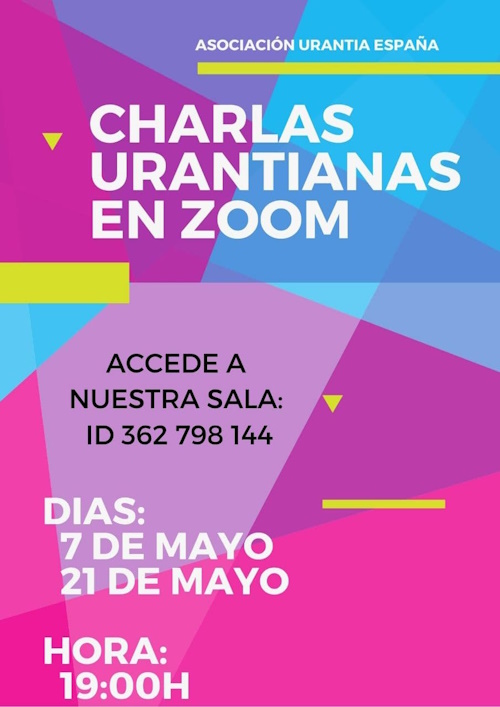 ASOCIACIÓN URANTIA ESPAÑA
CHARLAS
URANTIANAS
EN ZOOM
ACCEDE A
NUESTRA SALA:
ID 362 798 144
DIAS:
7 DE MAYO
21 DE MAYO
HORA:
19:00H